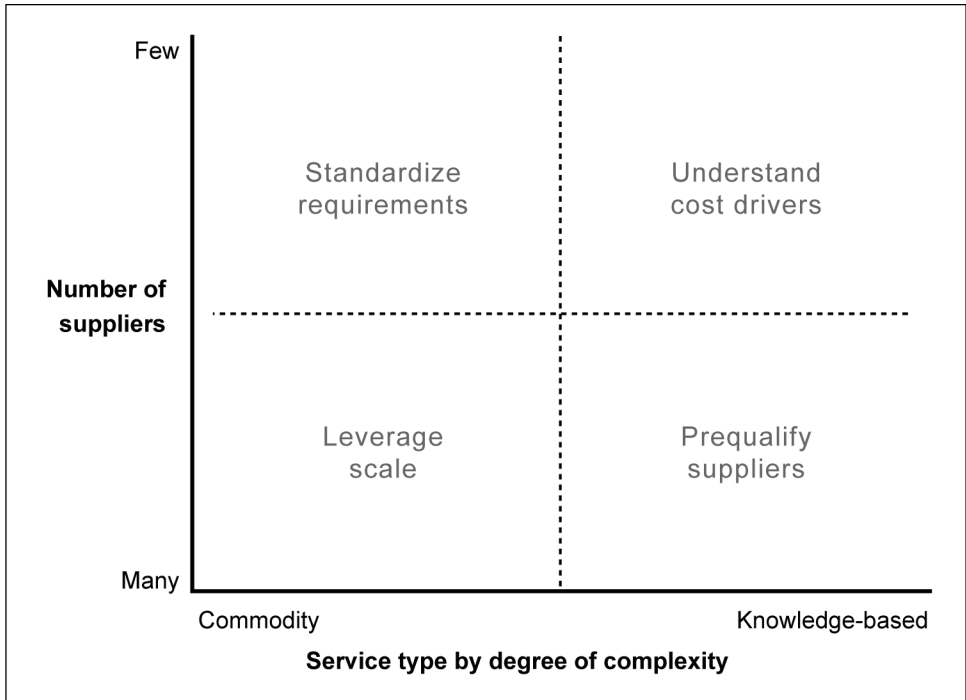 Few
Standardize
requirements
Understand
cost drivers
Number of
suppliers
Leverage
scale
Prequalify
suppliers
Many
Commodity
Knowledge-based
Service type by degree of complexity